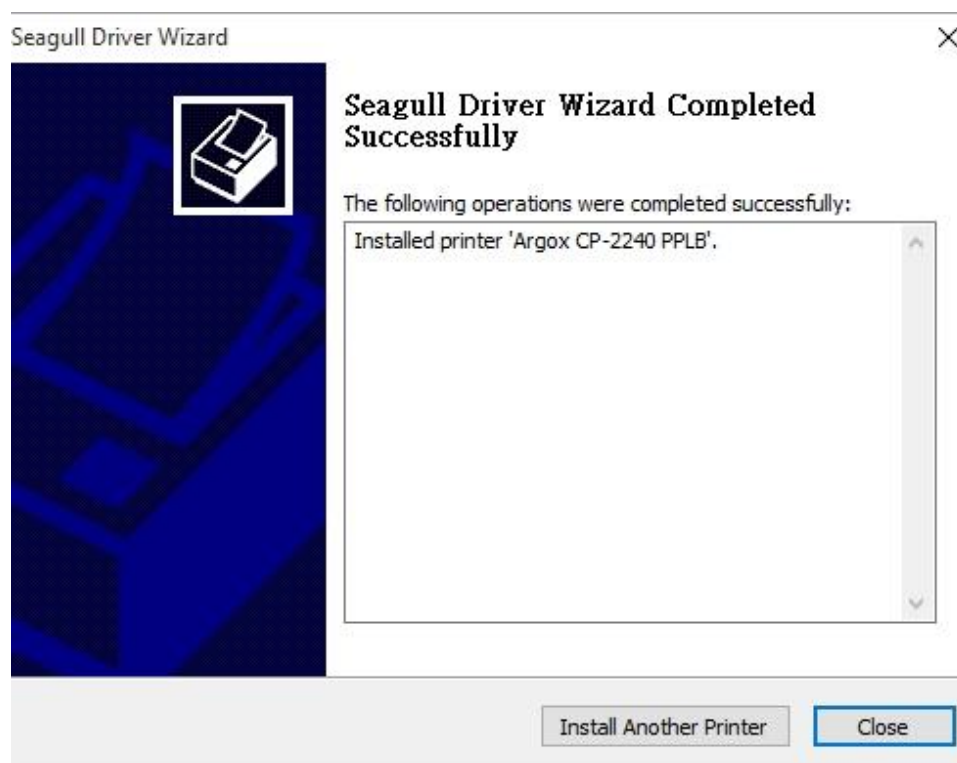 Seagull Driver Wizard
Seagull Driver Wizard Completed
Successfully
The following operations were completed successfully:
Installed printer 'Argox CP-2240 PPLB'.
Install Another Printer
Close